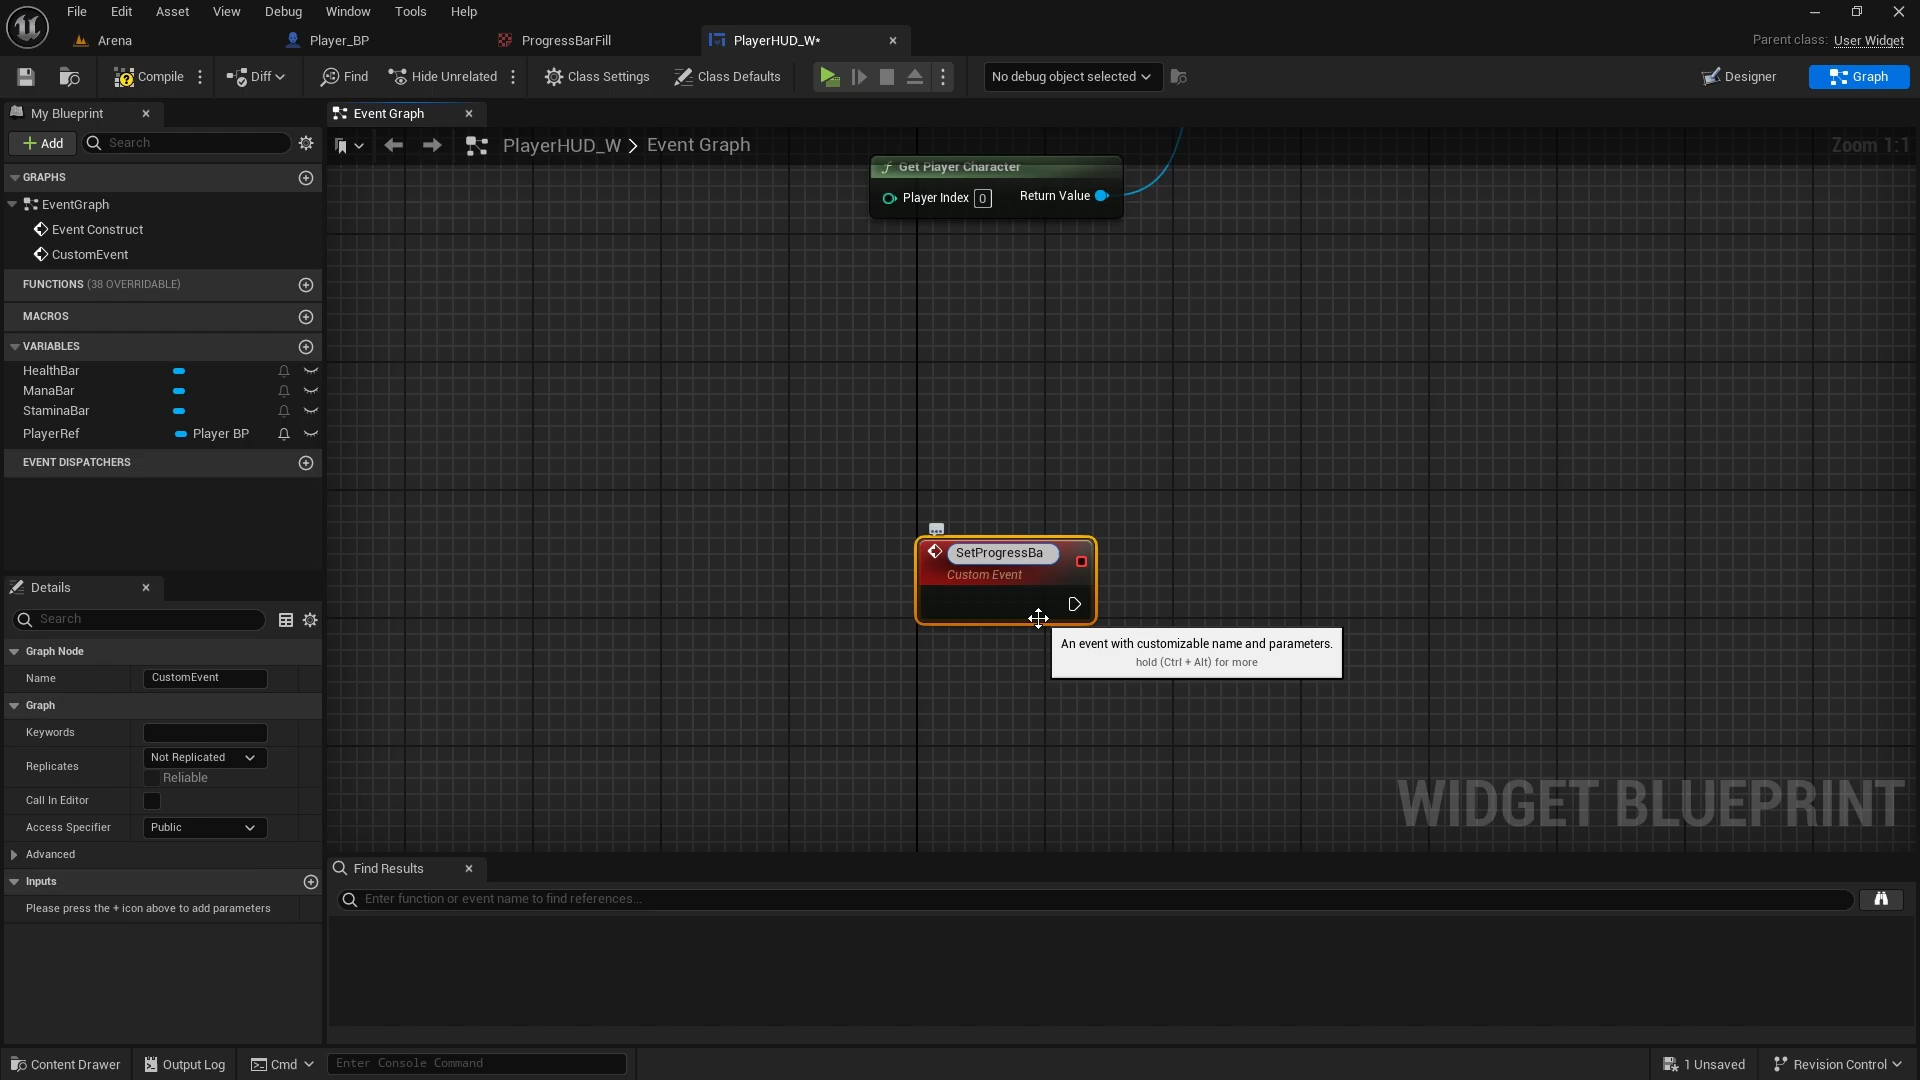 File Edit Asset View Debug Window Tools Help
Arena Player_BP ProgressBarFill PlayerHUD_W* Parent class: User Widget
Compile Diff Find Hide Unrelated Class Settings Class Defaults No debug object selected Designer Graph
My Blueprint Event Graph
+ Add Search PlayerHUD_W > Event Graph Zoom 1:1
GRAPHS
EventGraph
Event Construct
CustomEvent
FUNCTIONS (38 OVERRIDABLE)
MACROS
VARIABLES
HealthBar
ManaBar
StaminaBar
PlayerRef Player BP
EVENT DISPATCHERS
f Get Player Character
Player Index 0 Return Value
SetProgressBa
Custom Event
An event with customizable name and parameters.
hold (Ctrl + Alt) for more
WIDGET BLUEPRINT
Details
Search
Graph Node
Name CustomEvent
Graph
Keywords
Replicates Not Replicated
Reliable
Call In Editor
Access Specifier Public
Advanced
Inputs
Please press the + icon above to add parameters
Find Results
Enter function or event name to find references...
Content Drawer Output Log Cmd Enter Console Command 1 Unsaved Revision Control